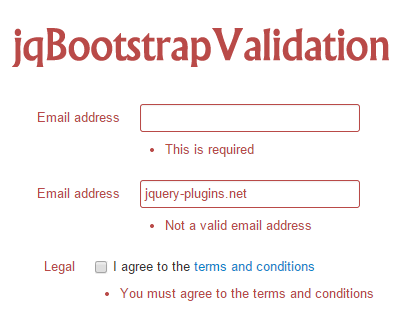 jqBootstrapValidation
Email address
• This is required
Email address jquery-plugins.net
• Not a valid email address
Legal I agree to the terms and conditions
• You must agree to the terms and conditions